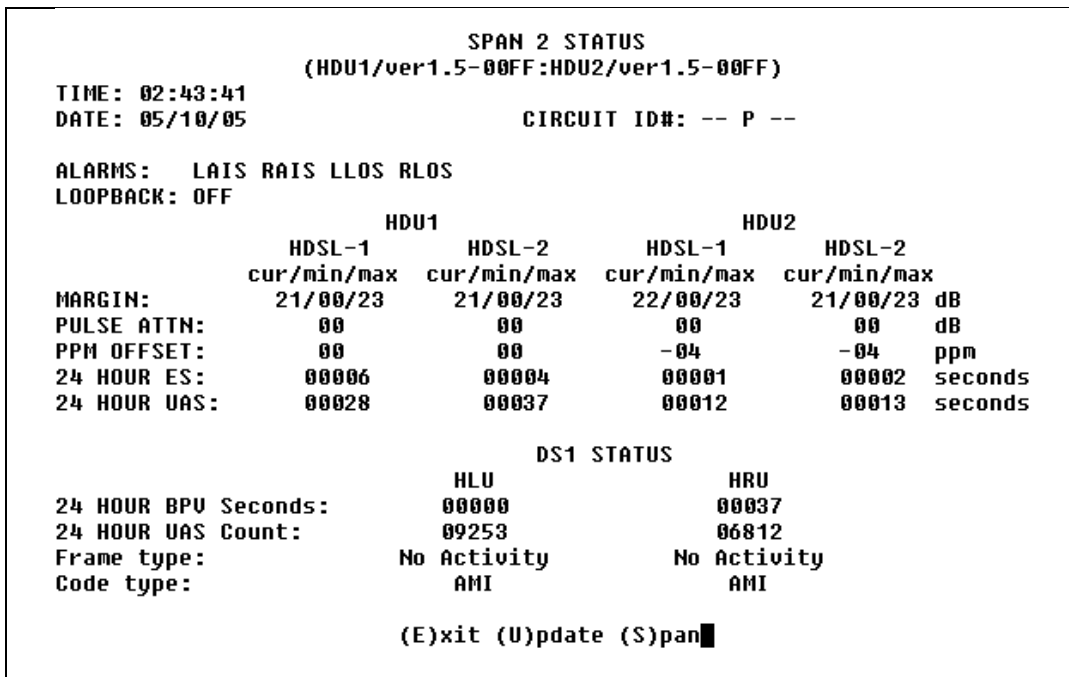 SPAN 2 STATUS
(HDU1/ver1.5-00FF:HDU2/ver1.5-00FF)
TIME: 02:43:41
DATE: 05/10/05 CIRCUIT ID#: -- P --
ALARMS: LAIS RAIS LLOS RLOS
LOOPBACK: OFF
HDU1 HDU2
HDSL-1 HDSL-2 HDSL-1 HDSL-2
cur/min/max cur/min/max cur/min/max cur/min/max
MARGIN: 21/00/23 21/00/23 22/00/23 21/00/23 dB
PULSE ATTN: 00 00 00 00 dB
PPM OFFSET: 00 00 -04 -04 ppm
24 HOUR ES: 00006 00004 00001 00002 seconds
24 HOUR UAS: 00028 00037 00012 00013 seconds
DS1 STATUS
HLU HRU
24 HOUR BPV Seconds: 00000 00037
24 HOUR UAS Count: 09253 06812
Frame type: No Activity No Activity
Code type: AMI AMI
(E)xit (U)pdate (S)pan